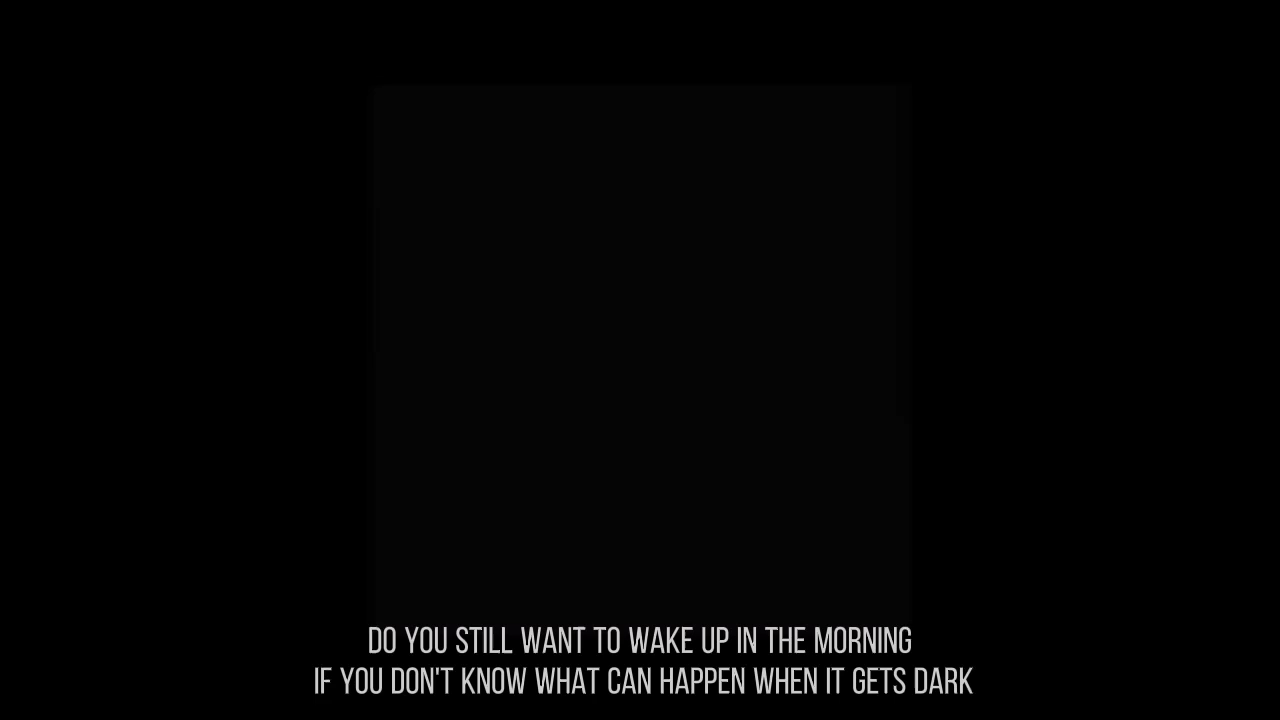 DO YOU STILL WANT TO WAKE UP IN THE MORNING
IF YOU DON'T KNOW WHAT CAN HAPPEN WHEN IT GETS DARK